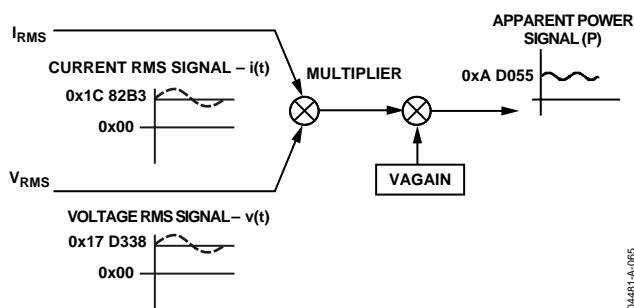 IRMS
CURRENT RMS SIGNAL – i(t)
0x1C 82B3
0x00
MULTIPLIER
APPARENT POWER
SIGNAL (P)
0xA D055
VAGAIN
VRMS
VOLTAGE RMS SIGNAL – v(t)
0x17 D338
0x00
04481-A-065